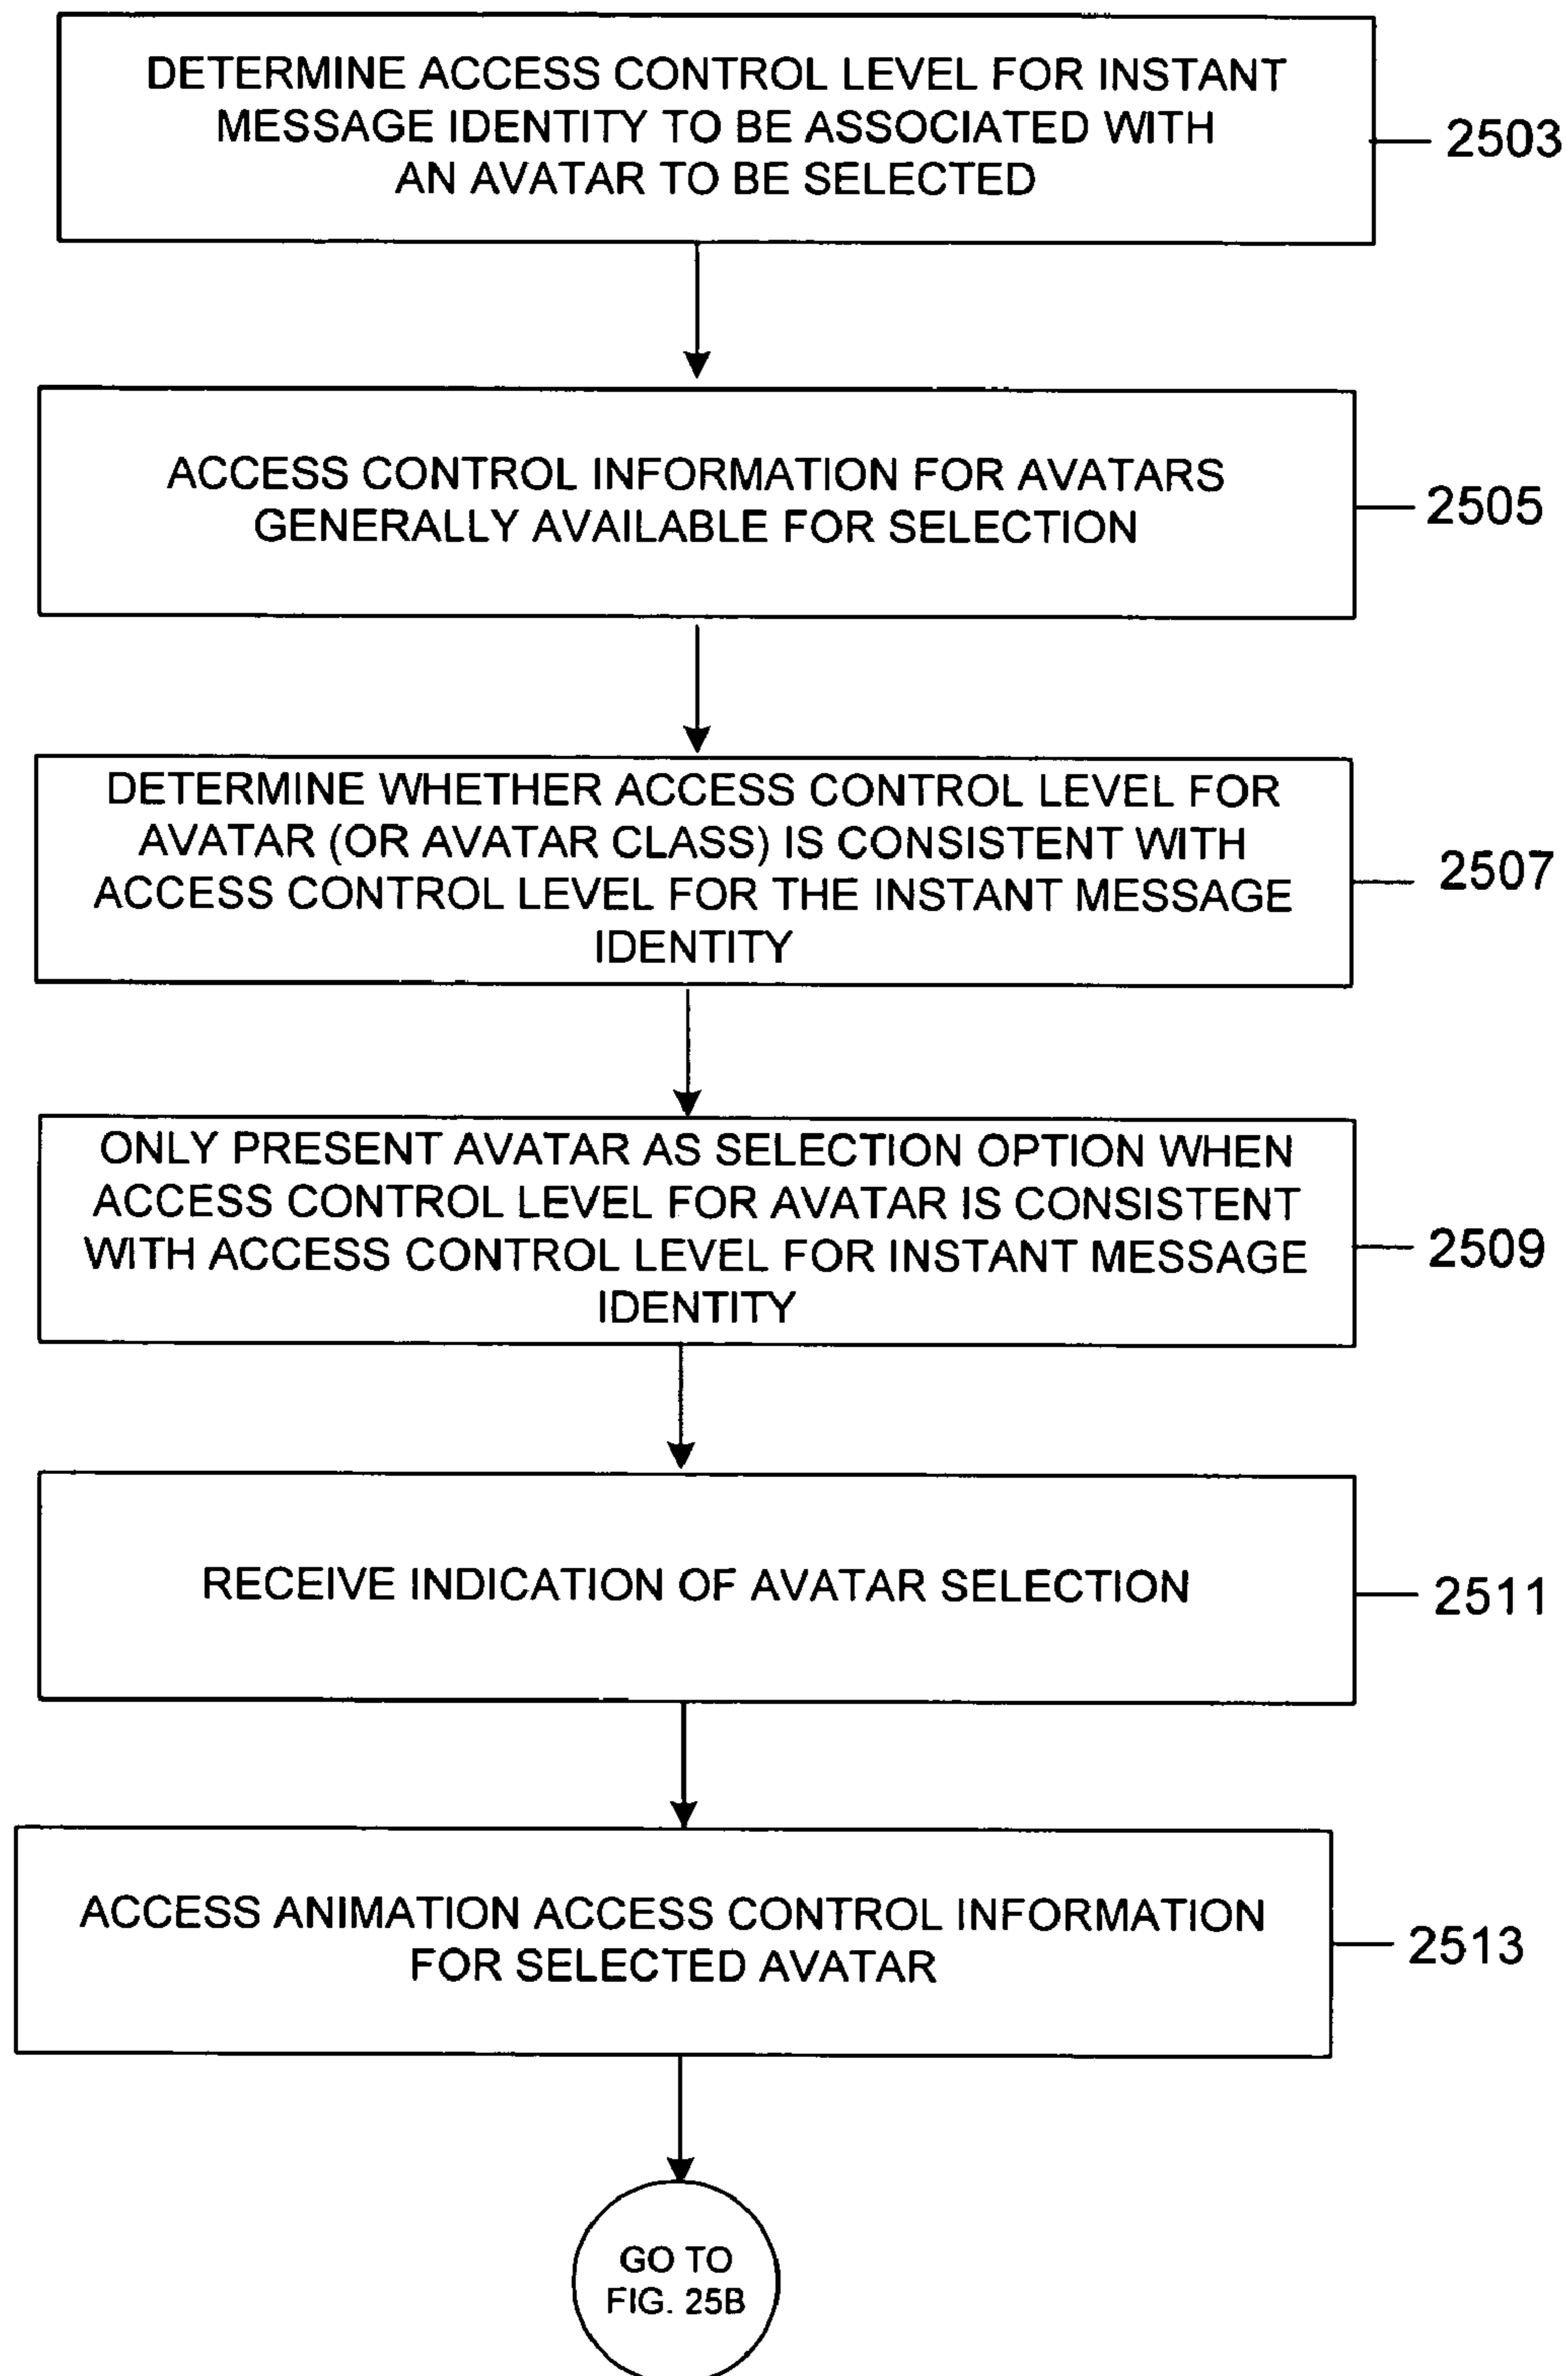 DETERMINE ACCESS CONTROL LEVEL FOR INSTANT
MESSAGE IDENTITY TO BE ASSOCIATED WITH
AN AVATAR TO BE SELECTED
2503
ACCESS CONTROL INFORMATION FOR AVATARS
GENERALLY AVAILABLE FOR SELECTION
2505
DETERMINE WHETHER ACCESS CONTROL LEVEL FOR
AVATAR (OR AVATAR CLASS) IS CONSISTENT WITH
ACCESS CONTROL LEVEL FOR THE INSTANT MESSAGE
IDENTITY
2507
ONLY PRESENT AVATAR AS SELECTION OPTION WHEN
ACCESS CONTROL LEVEL FOR AVATAR IS CONSISTENT
WITH ACCESS CONTROL LEVEL FOR INSTANT MESSAGE
IDENTITY
2509
RECEIVE INDICATION OF AVATAR SELECTION
2511
ACCESS ANIMATION ACCESS CONTROL INFORMATION
FOR SELECTED AVATAR
2513
GO TO
FIG. 25B